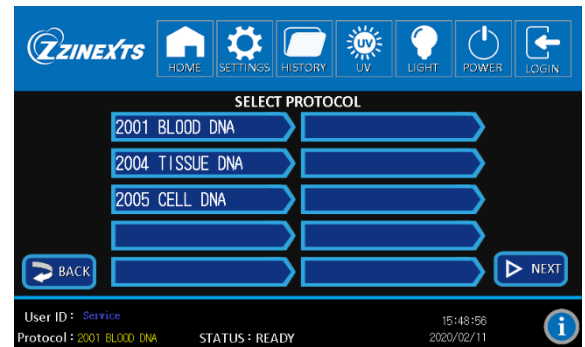 ZZINEXTS
HOME SETTINGS HISTORY UV LIGHT POWER LOGIN
SELECT PROTOCOL
2001 BLOOD DNA
2004 TISSUE DNA
2005 CELL DNA
BACK
NEXT
User ID : Service
15:48:56
Protocol : 2001 BLOOD DNA STATUS : READY 2020/02/11